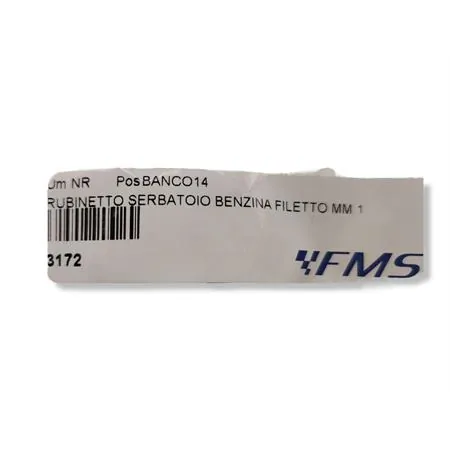 Um NR Pos BANCO14
RUBINETTO SERBATOIO BENZINA FILETTO MM 1
3172
FMS